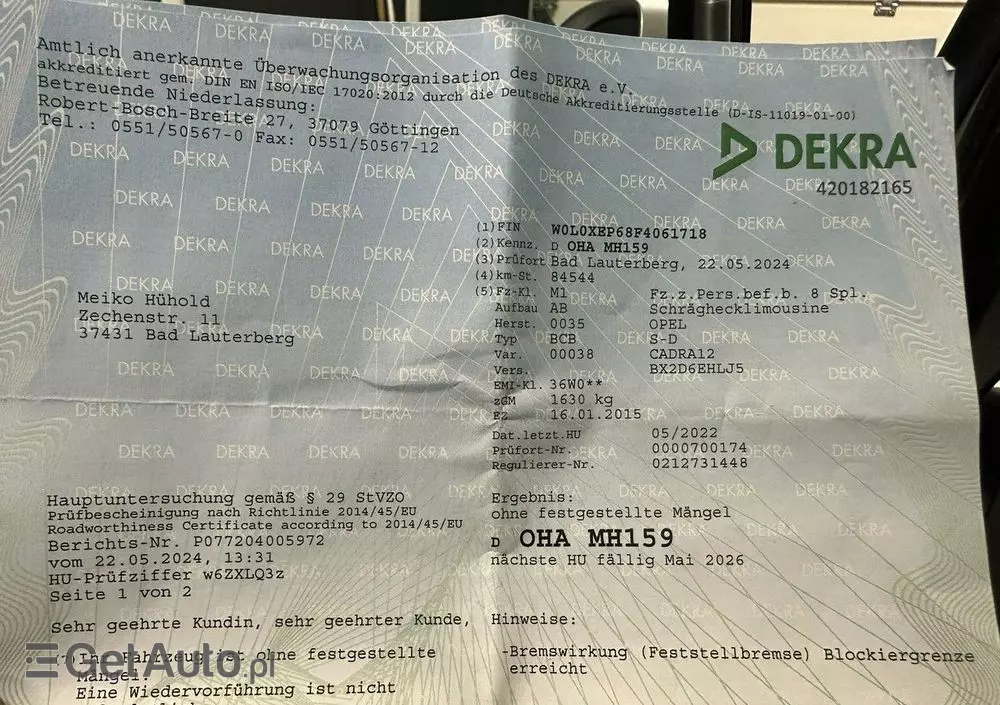 Amtlich anerkannte Überwachungsorganisation des DEKRA e.V.
akkreditiert gem. DIN EN ISO/IEC 17020:2012 durch die Deutsche Akkreditierungsstelle (D-IS-11019-01-00)
Betreuende Niederlassung:
Robert-Bosch-Breite 27, 37079 Göttingen
Tel.: 0551/50567-0 Fax: 0551/50567-12
DEKRA
420182165
(1) FIN W0L0XEP68F4061718
(2) Kennz. D OHA MH159
(3) Prüfort Bad Lauterberg, 22.05.2024
(4) km-St. 84544
(5) Fz-Kl. M1 Fz.z.Pers.bef.b. 8 Spl.
Aufbau AB Schräghecklimousine
Herst. 0035 OPEL
Typ BCB S-D
Var. 00038 CADRA12
Vers. BX2D6EHLJ5
EMI-Kl. 36W0**
zGM 1630 kg
EZ 16.01.2015
Dat.letzt.HU 05/2022
Prüfort-Nr. 0000700174
Regulierer-Nr. 0212731448
Meiko Hühold
Zechenstr. 11
37431 Bad Lauterberg
Hauptuntersuchung gemäß § 29 StVZO
Prüfbescheinigung nach Richtlinie 2014/45/EU
Roadworthiness Certificate according to 2014/45/EU
Berichts-Nr. P077204005972
vom 22.05.2024, 13:31
HU-Prüfziffer w6ZXLQ3z
Seite 1 von 2
Ergebnis:
ohne festgestellte Mängel
D OHA MH159
nächste HU fällig Mai 2026
Sehr geehrte Kundin, sehr geehrter Kunde,
Ihr Fahrzeug ist ohne festgestellte
Mängel.
Eine Wiedervorführung ist nicht
Hinweise:
-Bremswirkung (Feststellbremse) Blockiergrenze
erreicht
GetAuto.pl